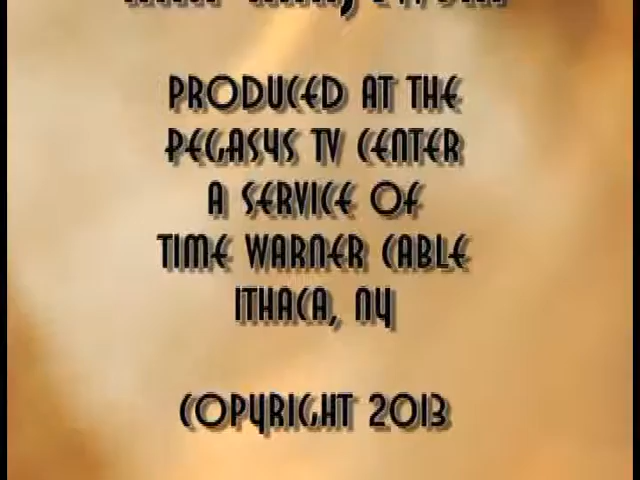 PRODUCED AT THE
PEGASYS TV CENTER
A SERVICE OF
TIME WARNER CABLE
ITHACA, NY
COPYRIGHT 2013